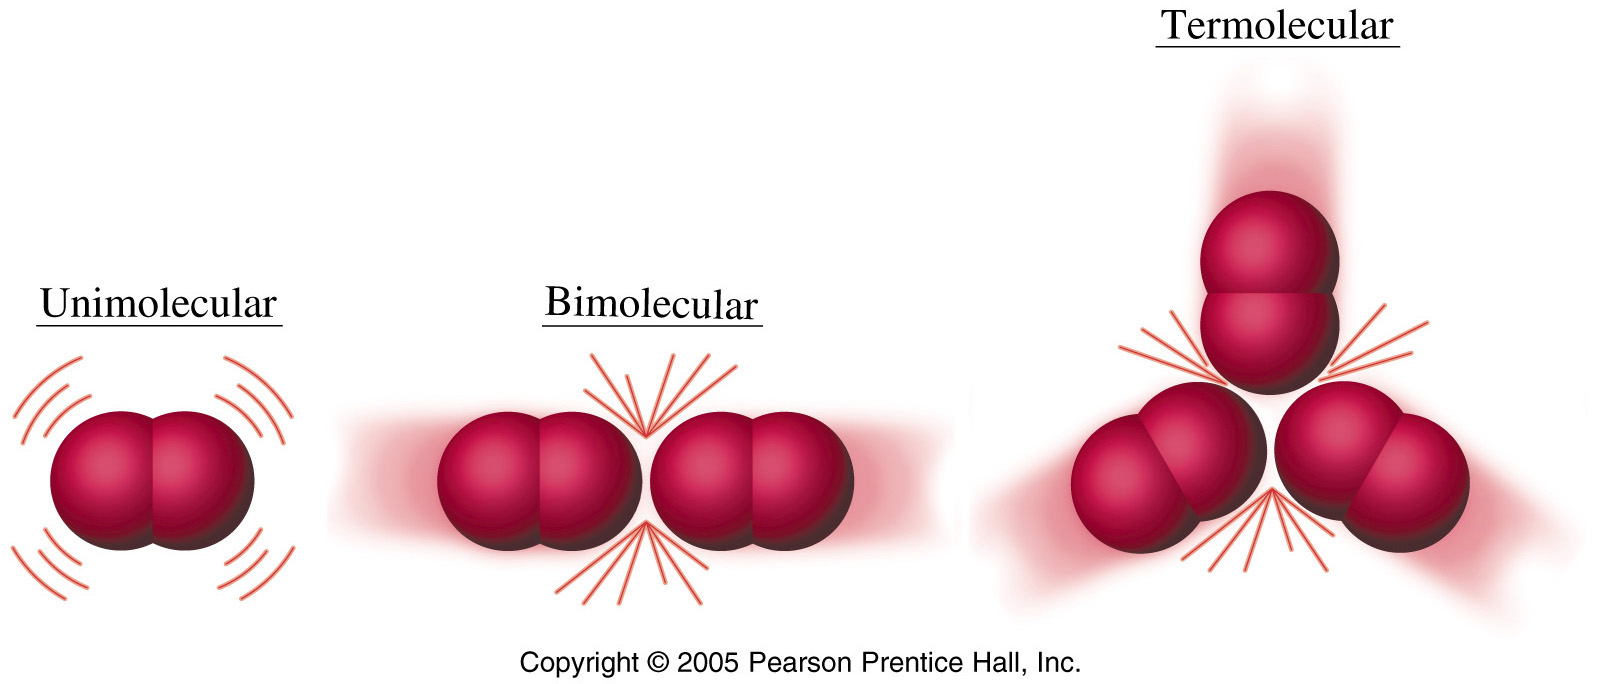 Termolecular
Unimolecular
Bimolecular
Copyright © 2005 Pearson Prentice Hall, Inc.